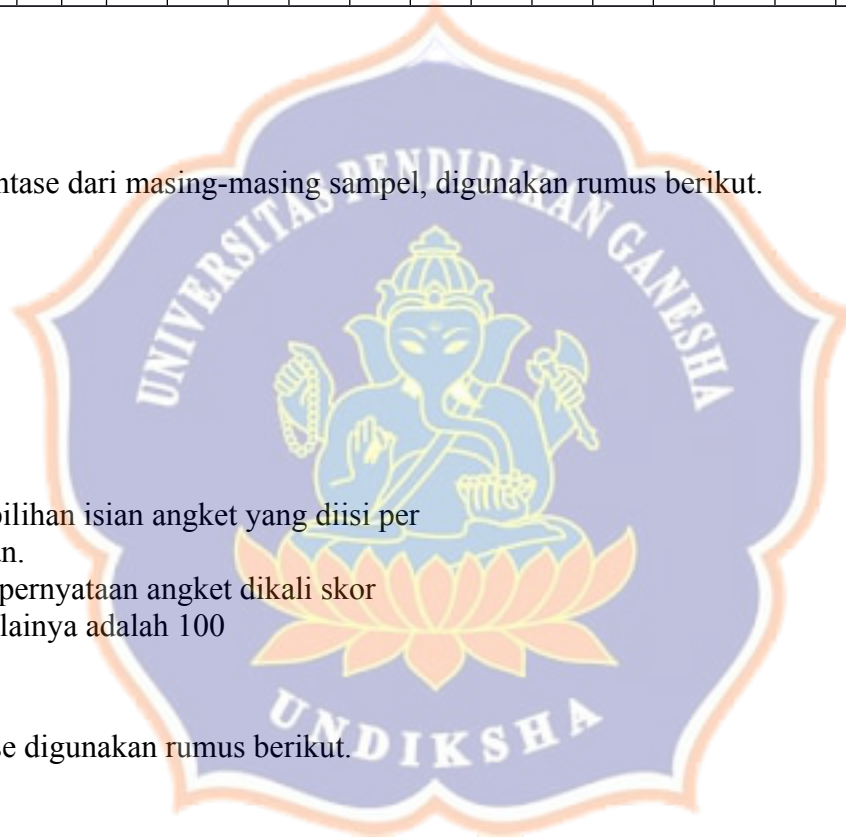 ntase dari masing-masing sampel, digunakan rumus berikut.
UNIVERSITAS PENDIDIKAN GANESHA
pilihan isian angket yang diisi per
n.
pernyataan angket dikali skor
lainya adalah 100
UNDIKSHA
se digunakan rumus berikut.